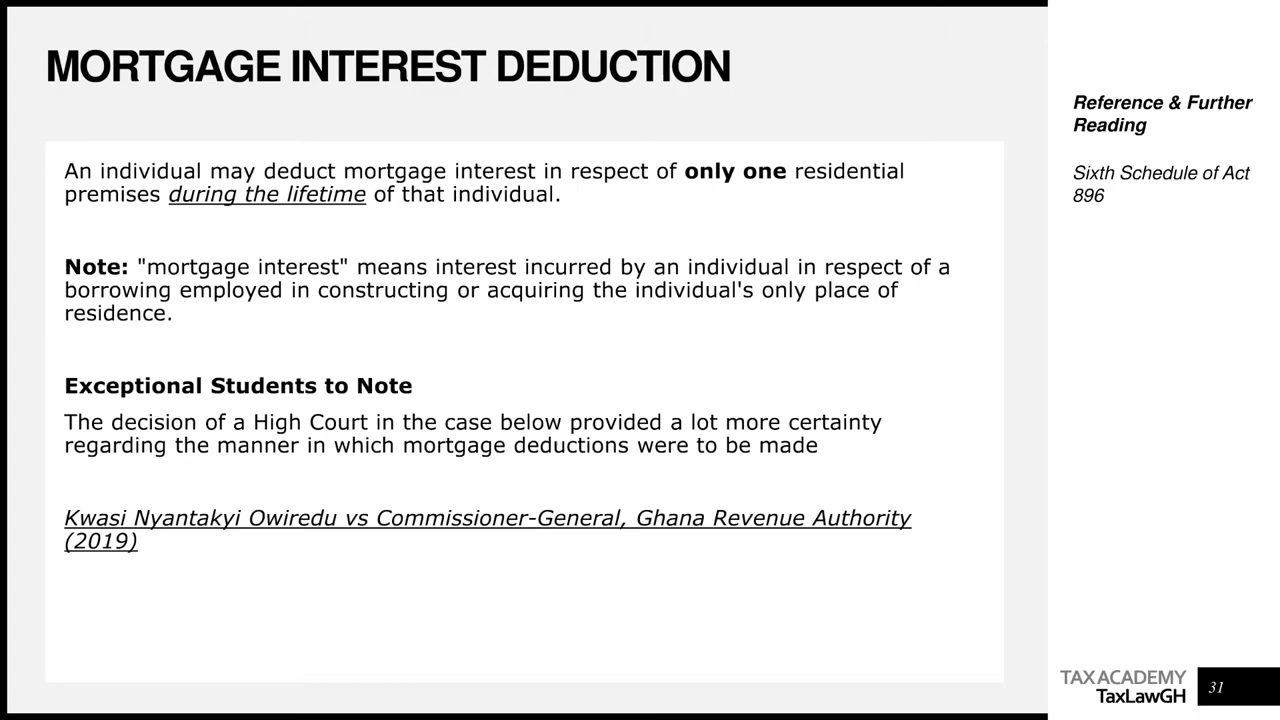 MORTGAGE INTEREST DEDUCTION
An individual may deduct mortgage interest in respect of only one residential
premises during the lifetime of that individual.
Note: "mortgage interest" means interest incurred by an individual in respect of a
borrowing employed in constructing or acquiring the individual's only place of
residence.
Exceptional Students to Note
The decision of a High Court in the case below provided a lot more certainty
regarding the manner in which mortgage deductions were to be made
Kwasi Nyantakyi Owiredu vs Commissioner-General, Ghana Revenue Authority
(2019)
Reference & Further
Reading
Sixth Schedule of Act
896
TAX ACADEMY
TaxLawGH
31